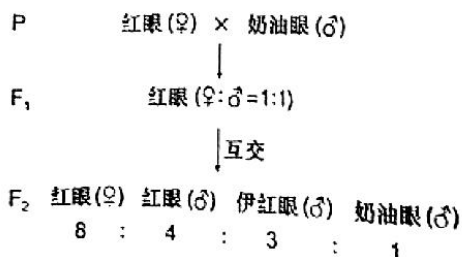 P 红眼(♀) × 奶油眼(♂)
F₁ 红眼(♀:♂=1:1)
互交
F₂ 红眼(♀) 红眼(♂) 伊红眼(♂) 奶油眼(♂)
8 : 4 : 3 : 1